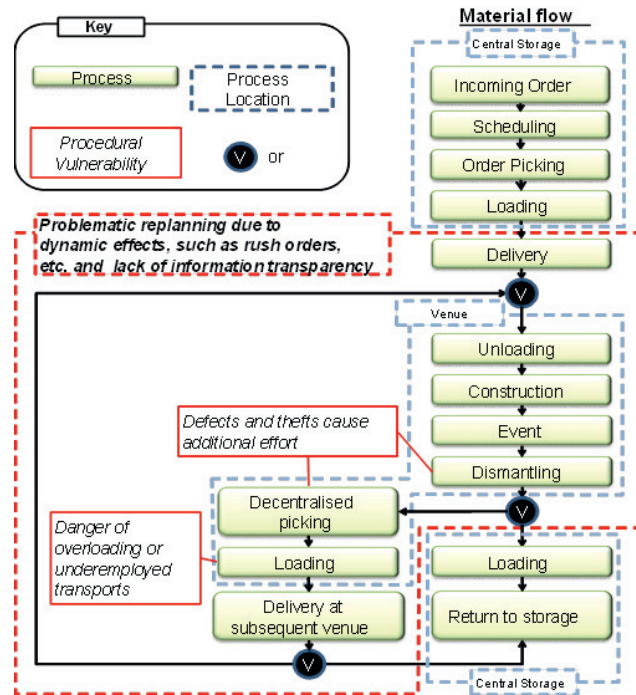 Material flow
Key
Process
Process
Location
Procedural
Vulnerability
V
or
Central Storage
Incoming Order
Scheduling
Order Picking
Loading
Problematic replanning due to
dynamic effects, such as rush orders,
etc. and lack of information transparency
Delivery
V
Venue
Unloading
Construction
Event
Dismantling
V
Defects and thefts cause
additional effort
Decentralised
picking
Danger of
overloading or
underemployed
transports
Loading
Loading
Delivery at
subsequent venue
Return to storage
V
Central Storage